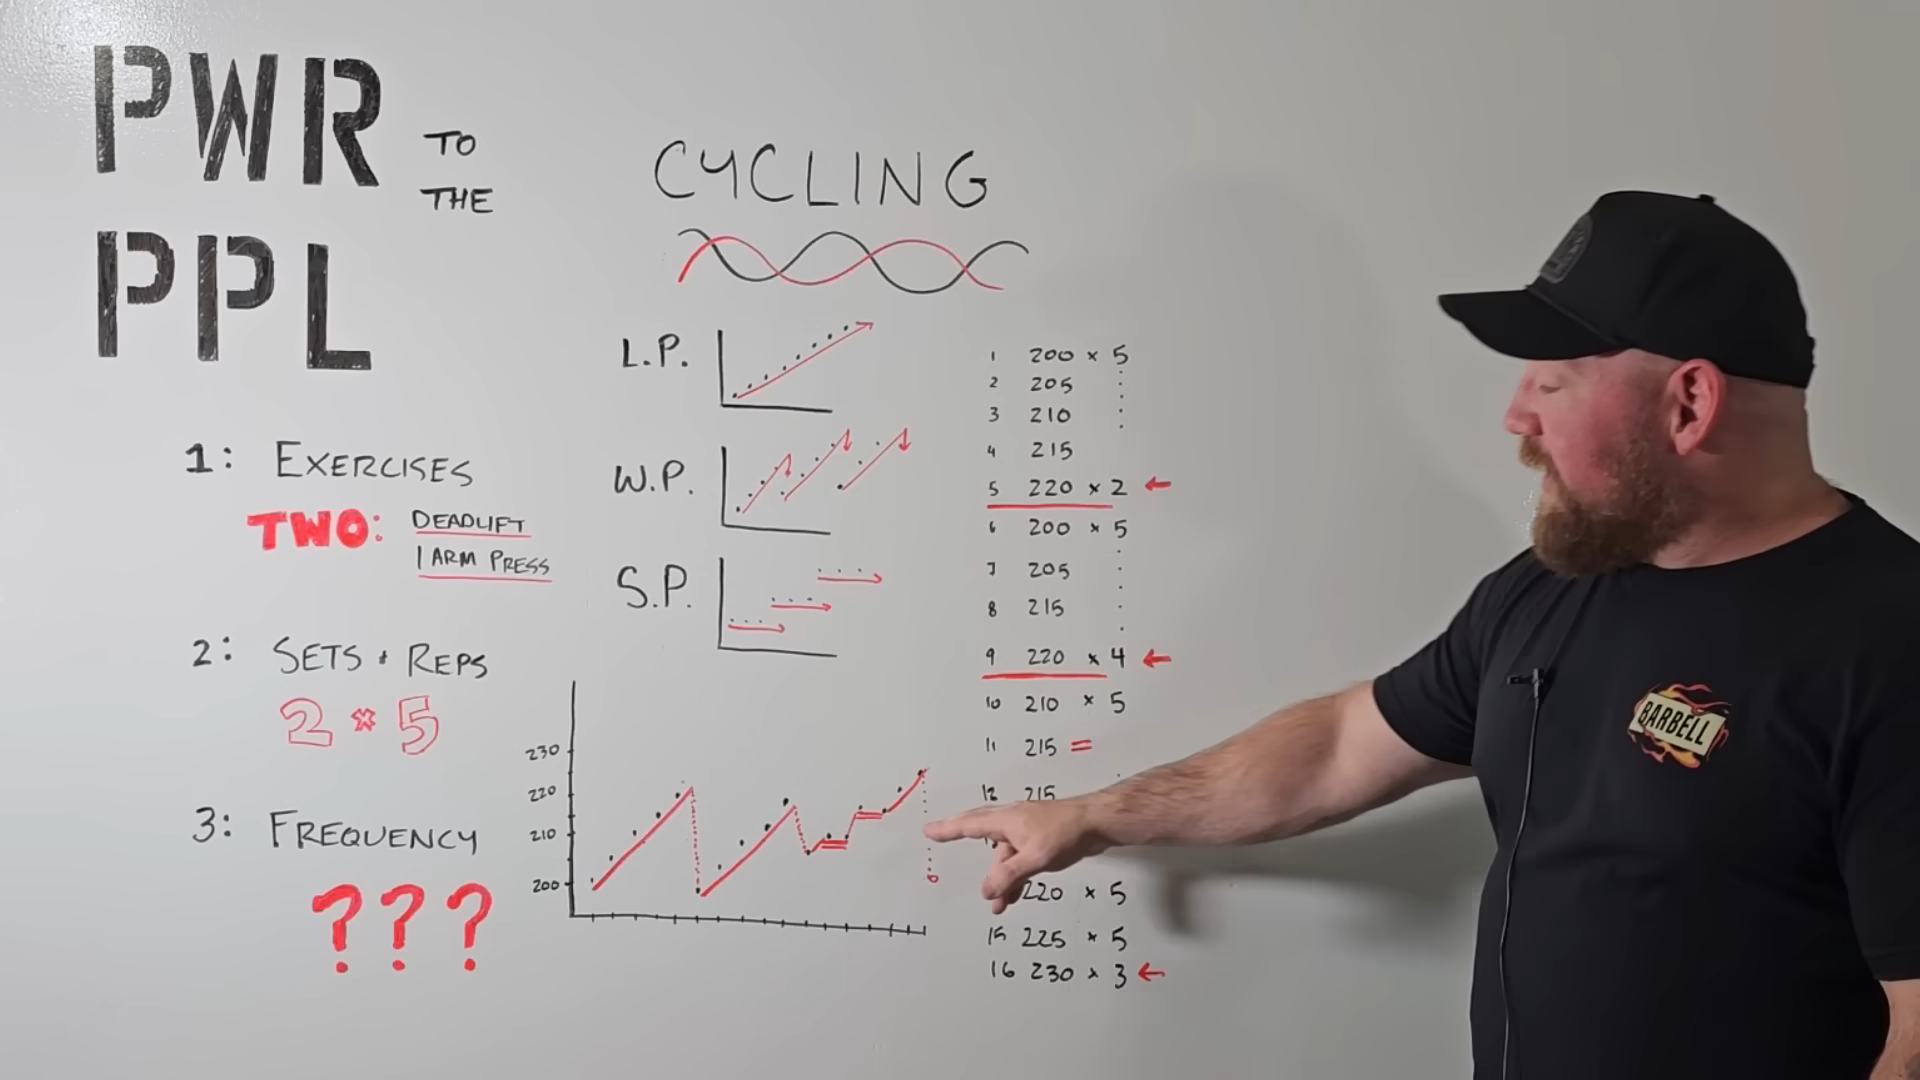 PWR
TO
THE
PPL
1: EXERCISES
TWO: DEADLIFT
1 ARM PRESS
2: SETS + REPS
2 * 5
3: FREQUENCY
???
CYCLING
L.P.
W.P.
S.P.
230
220
210
200
1 200 × 5
2 205
3 210
4 215
5 220 × 2 ←
6 200 × 5
7 205
8 215
9 220 × 4 ←
10 210 × 5
11 215 =
12 215
220 × 5
15 225 × 5
16 230 × 3 ←
BARBELL